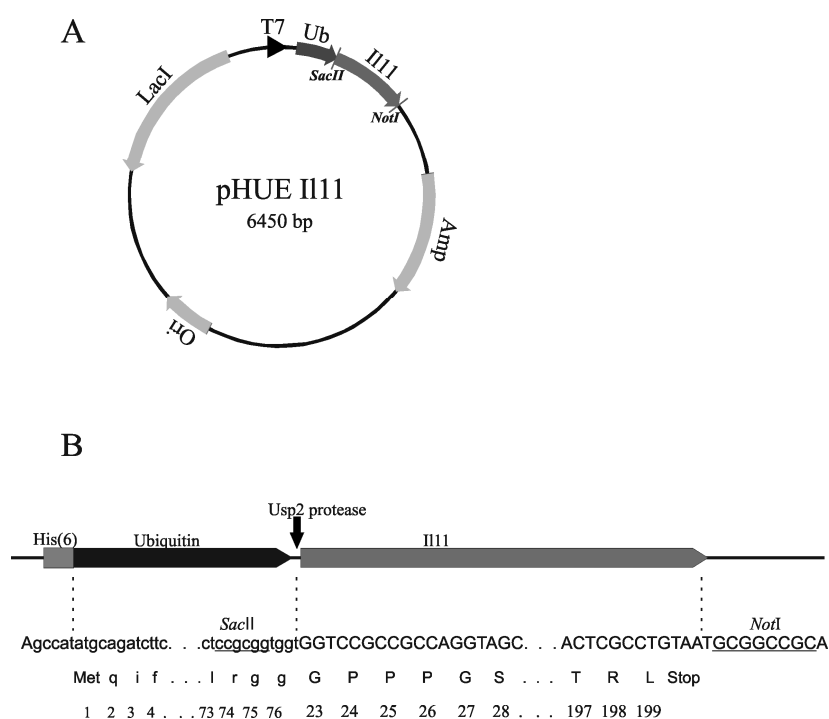 A
T7
Ub
SacII
Il11
NotI
LacI
pHUE Il11
6450 bp
Amp
Ori
B
Usp2 protease
His(6)
Ubiquitin
Il11
SacII
NotI
Agccatatgcagatcttc. . .ctccgcggtggtGGTCCGCCGCCAGGTAGC. . . ACTCGCCTGTAATGCGGCCGCA
Met q i f . . . l r g g G P P P G S . . . T R L Stop
1 2 3 4 . . . 73 74 75 76 23 24 25 26 27 28 . . . 197 198 199